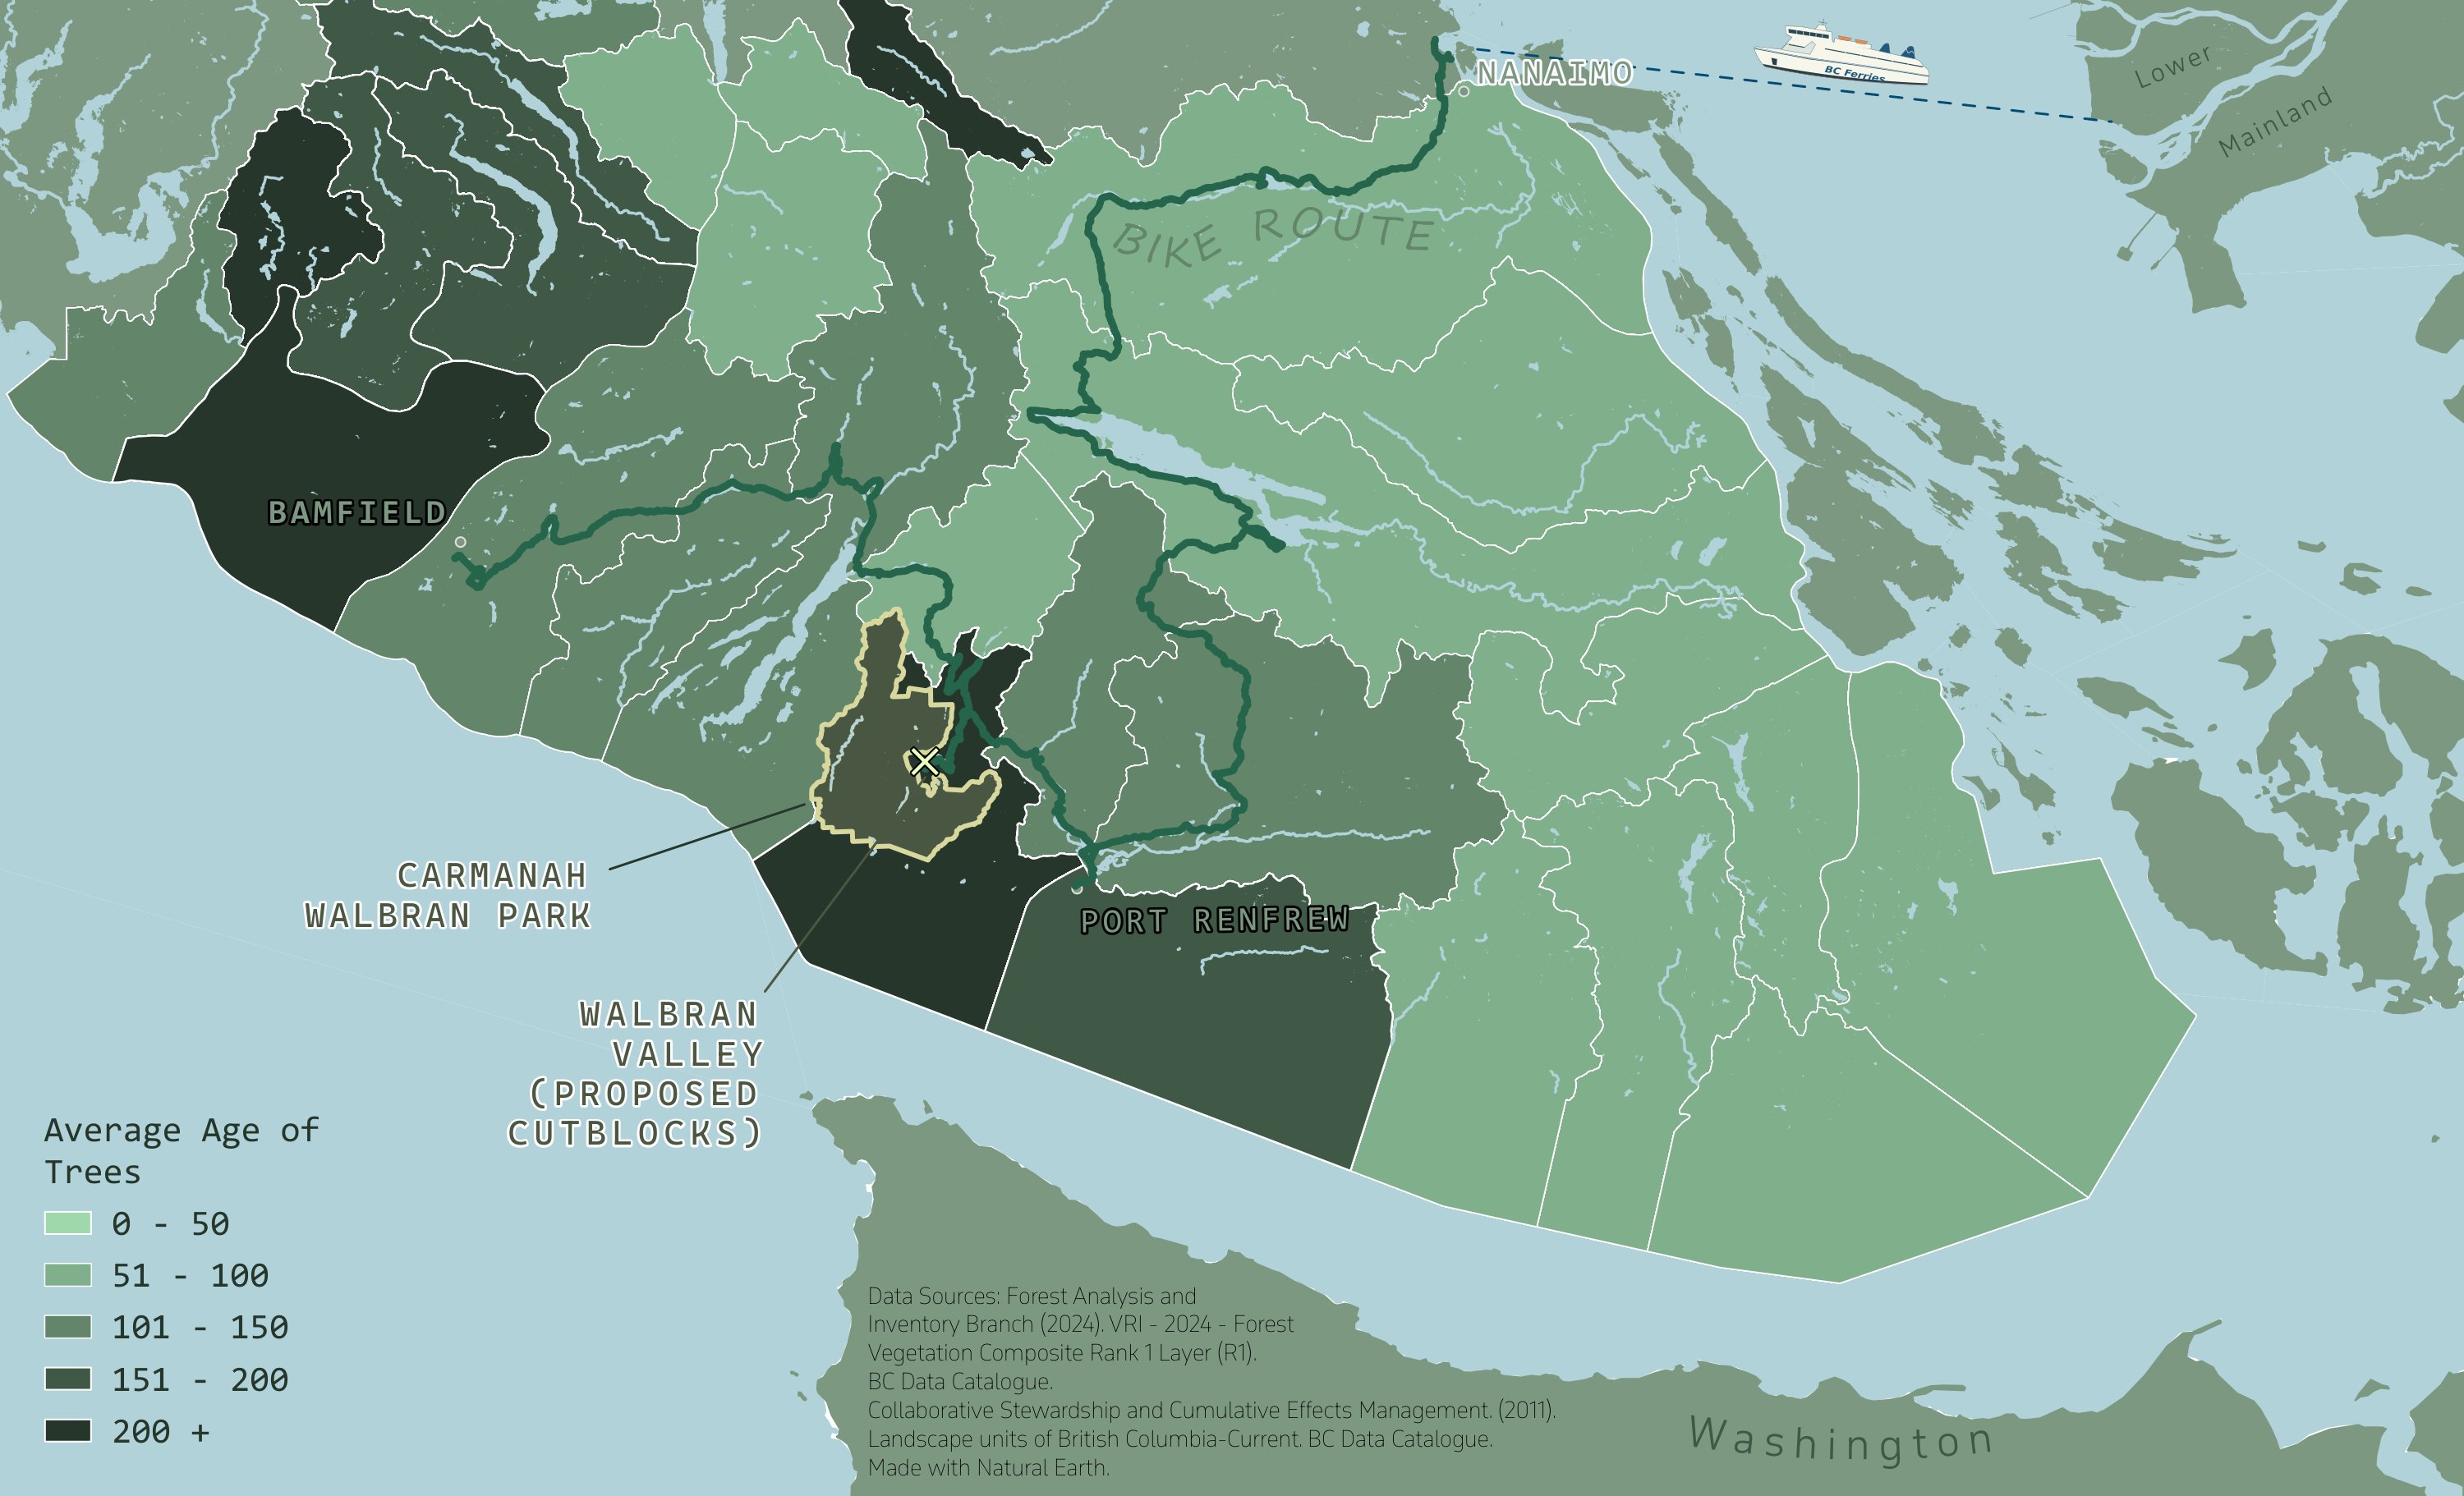 NANAIMO
BC Ferries
Lower
Mainland
BIKE ROUTE
BAMFIELD
CARMANAH
WALBRAN PARK
PORT RENFREW
WALBRAN
VALLEY
(PROPOSED
CUTBLOCKS)
Average Age of
Trees
0 - 50
51 - 100
101 - 150
151 - 200
200 +
Data Sources: Forest Analysis and
Inventory Branch (2024). VRI - 2024 - Forest
Vegetation Composite Rank 1 Layer (R1).
BC Data Catalogue.
Collaborative Stewardship and Cumulative Effects Management. (2011).
Landscape units of British Columbia-Current. BC Data Catalogue.
Made with Natural Earth.
Washington